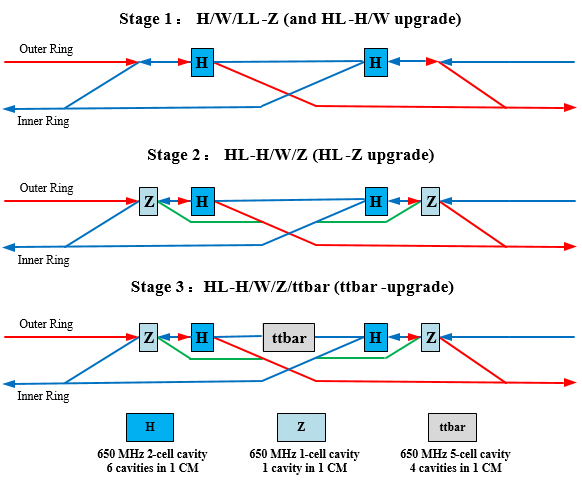 Stage 1： H/W/LL-Z (and HL-H/W upgrade)
Outer Ring
H
H
Inner Ring
Stage 2： HL-H/W/Z (HL-Z upgrade)
Outer Ring
Z
H
H
Z
Inner Ring
Stage 3：HL-H/W/Z/ttbar (ttbar -upgrade)
Outer Ring
Z
H
ttbar
H
Z
Inner Ring
H
Z
ttbar
650 MHz 2-cell cavity
6 cavities in 1 CM
650 MHz 1-cell cavity
1 cavity in 1 CM
650 MHz 5-cell cavity
4 cavities in 1 CM